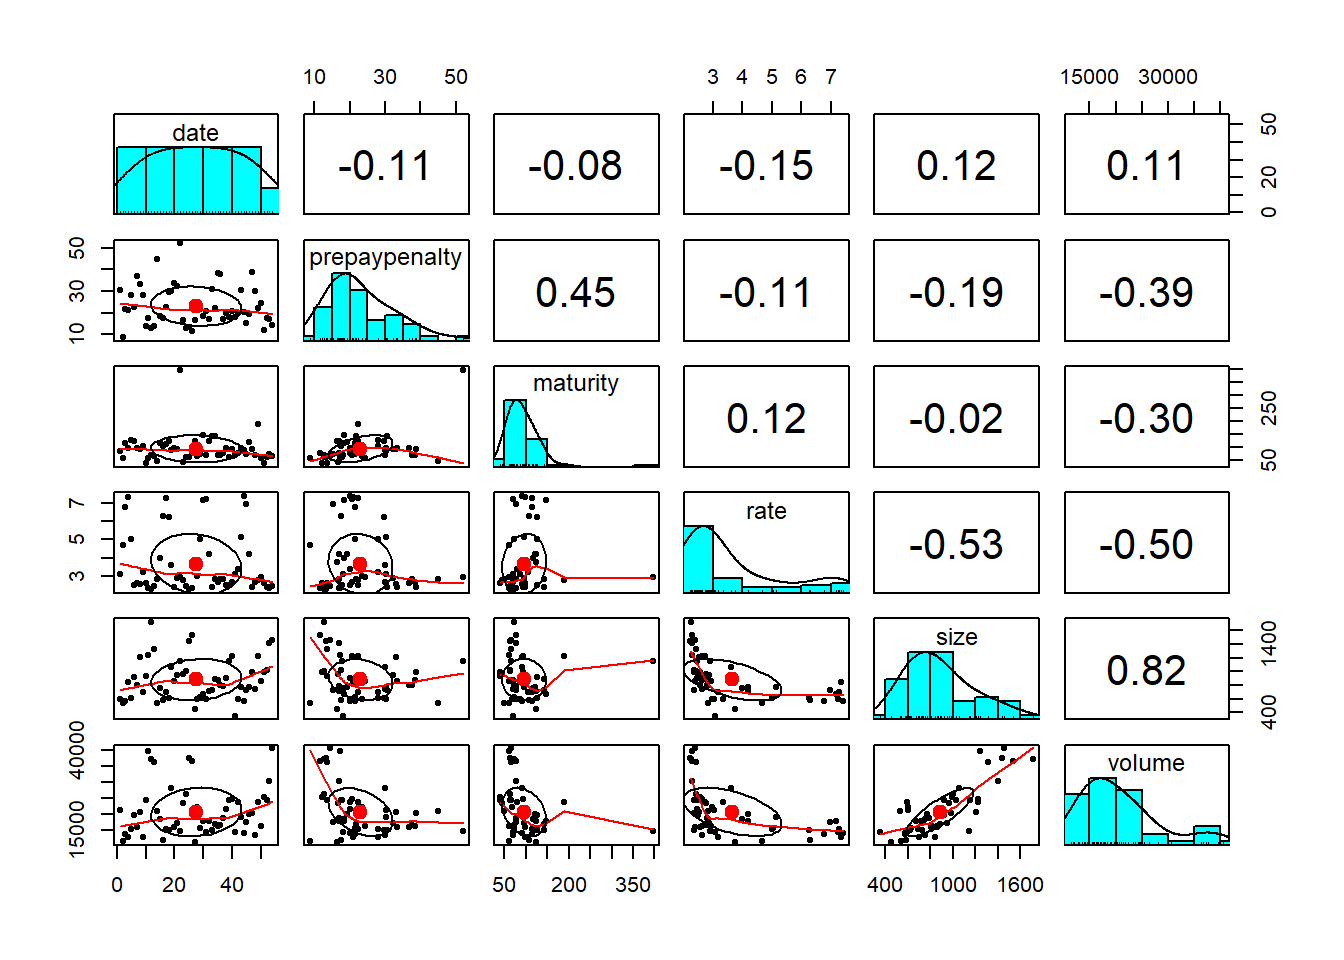 10 30 50 3 4 5 6 7 15000 30000
date -0.11 -0.08 -0.15 0.12 0.11 0 20 50
10 30 50 prepaypenalty 0.45 -0.11 -0.19 -0.39
maturity 0.12 -0.02 -0.30 50 250
3 5 7 rate -0.53 -0.50
size 0.82 400 1400
15000 40000 volume
0 20 40 50 200 350 400 1000 1600